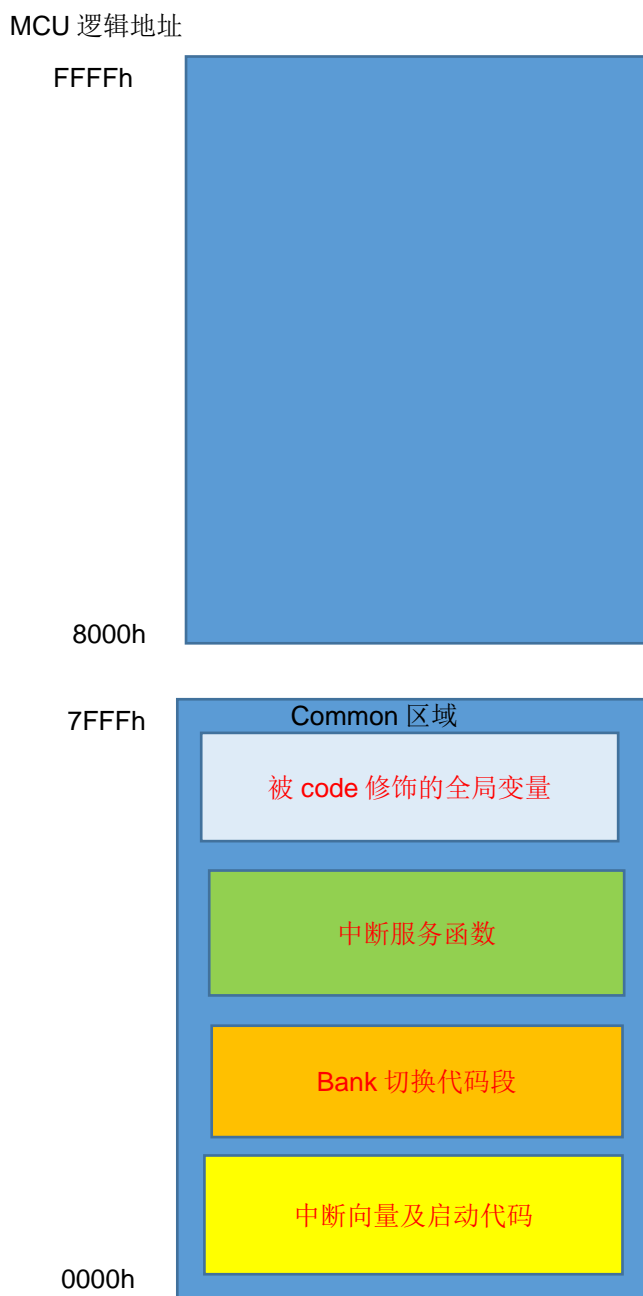 MCU 逻辑地址
FFFFh
8000h
7FFFh
Common 区域
被 code 修饰的全局变量
中断服务函数
Bank 切换代码段
中断向量及启动代码
0000h